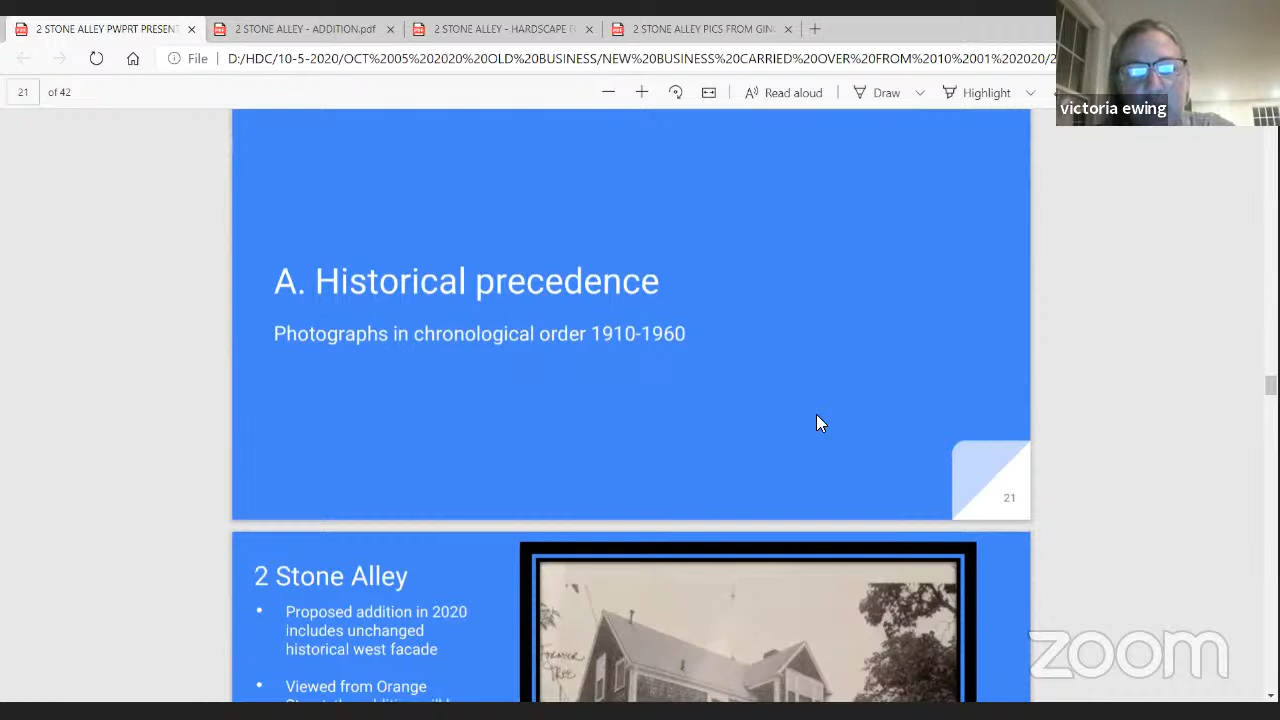 2 STONE ALLEY PWPRT PRESENT
2 STONE ALLEY - ADDITION.pdf
2 STONE ALLEY - HARDSCAPE
2 STONE ALLEY PICS FROM GIN
File
D:/HDC/10-5-2020/OCT%2005%202020%20OLD%20BUSINESS/NEW%20BUSINESS%20CARRIED%20OVER%20FROM%2010%2001%202020/2
21 of 42
Read aloud
Draw
Highlight
victoria ewing
A. Historical precedence
Photographs in chronological order 1910-1960
21
2 Stone Alley
• Proposed addition in 2020
includes unchanged
historical west facade
• Viewed from Orange
TREE
zoom